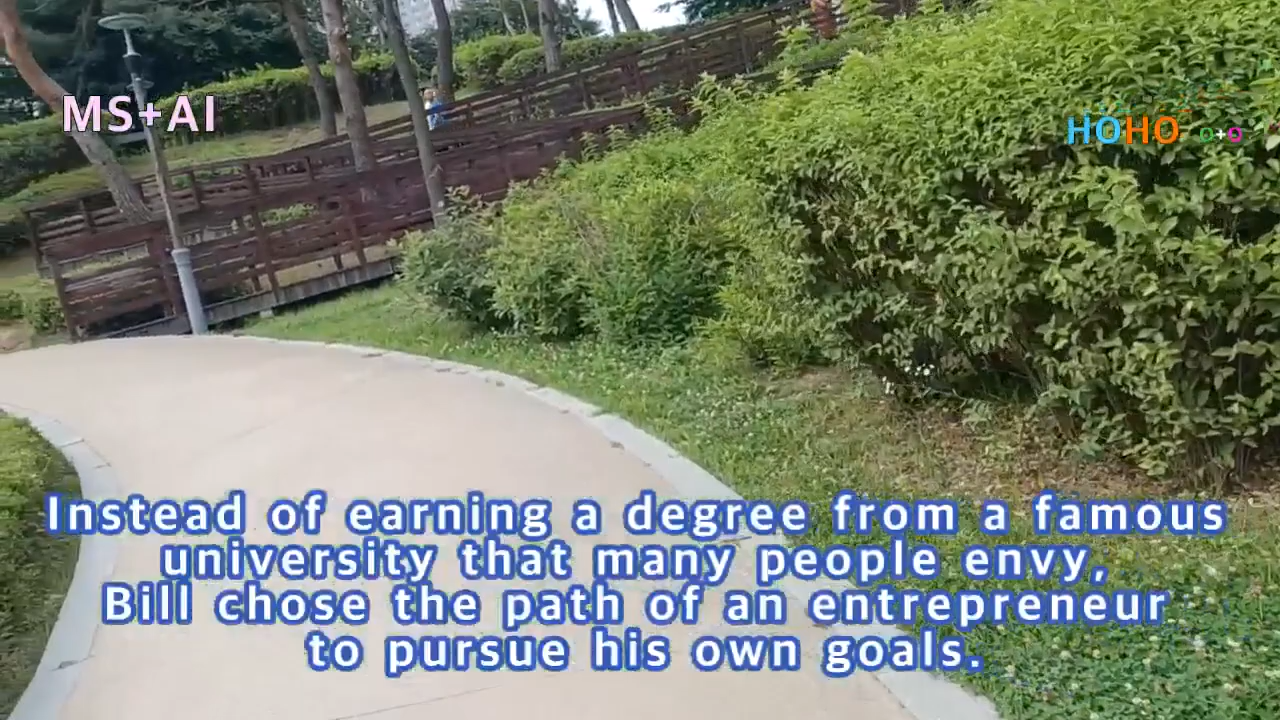 MS+AI
HOHO o+o
Instead of earning a degree from a famous
university that many people envy,
Bill chose the path of an entrepreneur
to pursue his own goals.